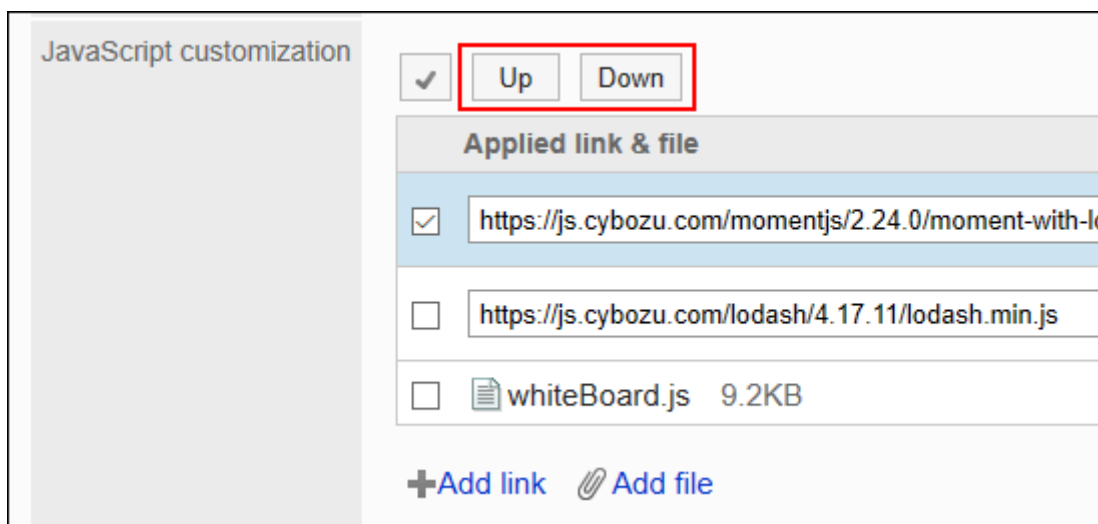 JavaScript customization
Up Down
Applied link & file
https://js.cybozu.com/momentjs/2.24.0/moment-with-l
https://js.cybozu.com/lodash/4.17.11/lodash.min.js
whiteBoard.js 9.2KB
Add link Add file